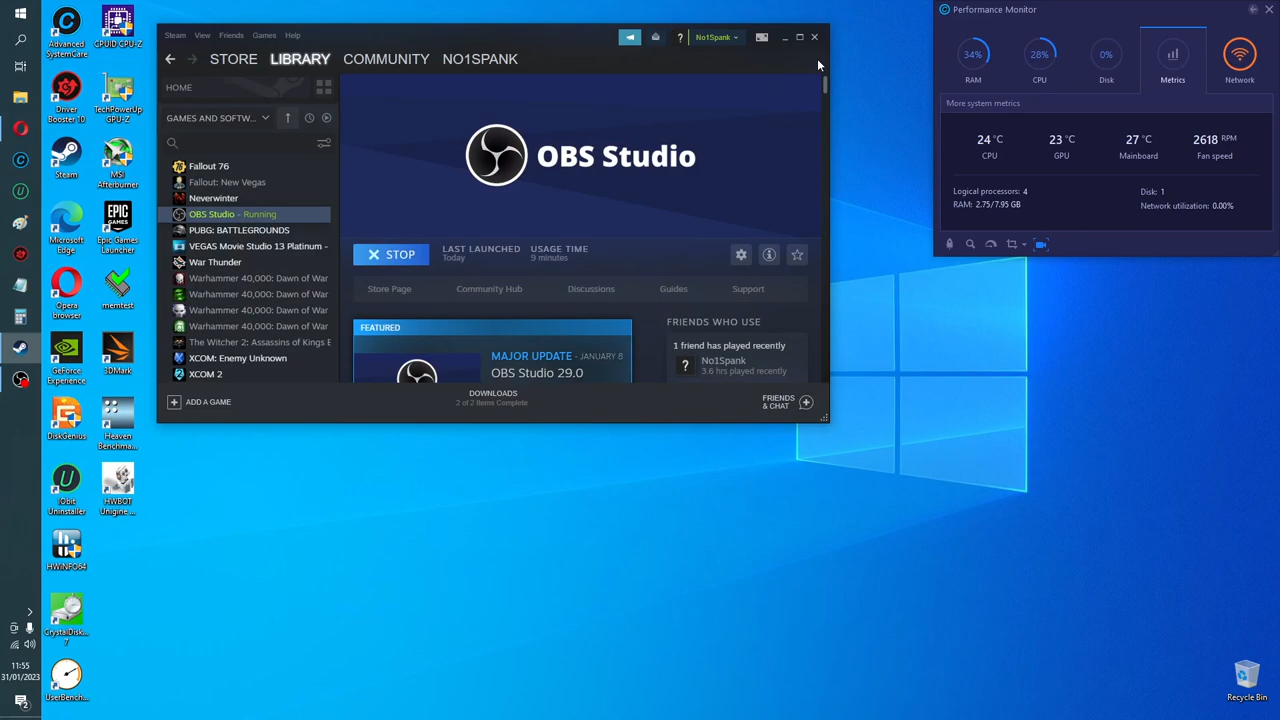 Steam View Friends Games Help
No1Spank
STORE LIBRARY COMMUNITY NO1SPANK
HOME
GAMES AND SOFTW...
Fallout 76
Fallout: New Vegas
Neverwinter
OBS Studio - Running
PUBG: BATTLEGROUNDS
VEGAS Movie Studio 13 Platinum -
War Thunder
Warhammer 40,000: Dawn of War
Warhammer 40,000: Dawn of War
Warhammer 40,000: Dawn of War
Warhammer 40,000: Dawn of War
The Witcher 2: Assassins of Kings E
XCOM: Enemy Unknown
XCOM 2
OBS Studio
STOP
LAST LAUNCHED
Today
USAGE TIME
9 minutes
Store Page Community Hub Discussions Guides Support
FEATURED
MAJOR UPDATE - JANUARY 8
OBS Studio 29.0
FRIENDS WHO USE
1 friend has played recently
No1Spank
3.6 hrs played recently
ADD A GAME
DOWNLOADS
2 of 2 Items Complete
FRIENDS
& CHAT
Performance Monitor
34% 28% 0%
RAM CPU Disk Metrics Network
More system metrics
24 °C 23 °C 27 °C 2618 RPM
CPU GPU Mainboard Fan speed
Logical processors: 4
Disk: 1
RAM: 2.75/7.95 GB
Network utilization: 0.00%
Advanced
SystemCare
CPUID CPU-Z
Driver
Booster 10
TechPowerUp
GPU-Z
Steam
MSI
Afterburner
Microsoft
Edge
Epic Games
Launcher
Opera
browser
memtest
GeForce
Experience
3DMark
DiskGenius
Heaven
Benchma...
IObit
Uninstaller
HWBOT
Unigine ...
HWiNFO64
CrystalDisk...
7
UserBench...
11:55
31/01/2023
2
Recycle Bin